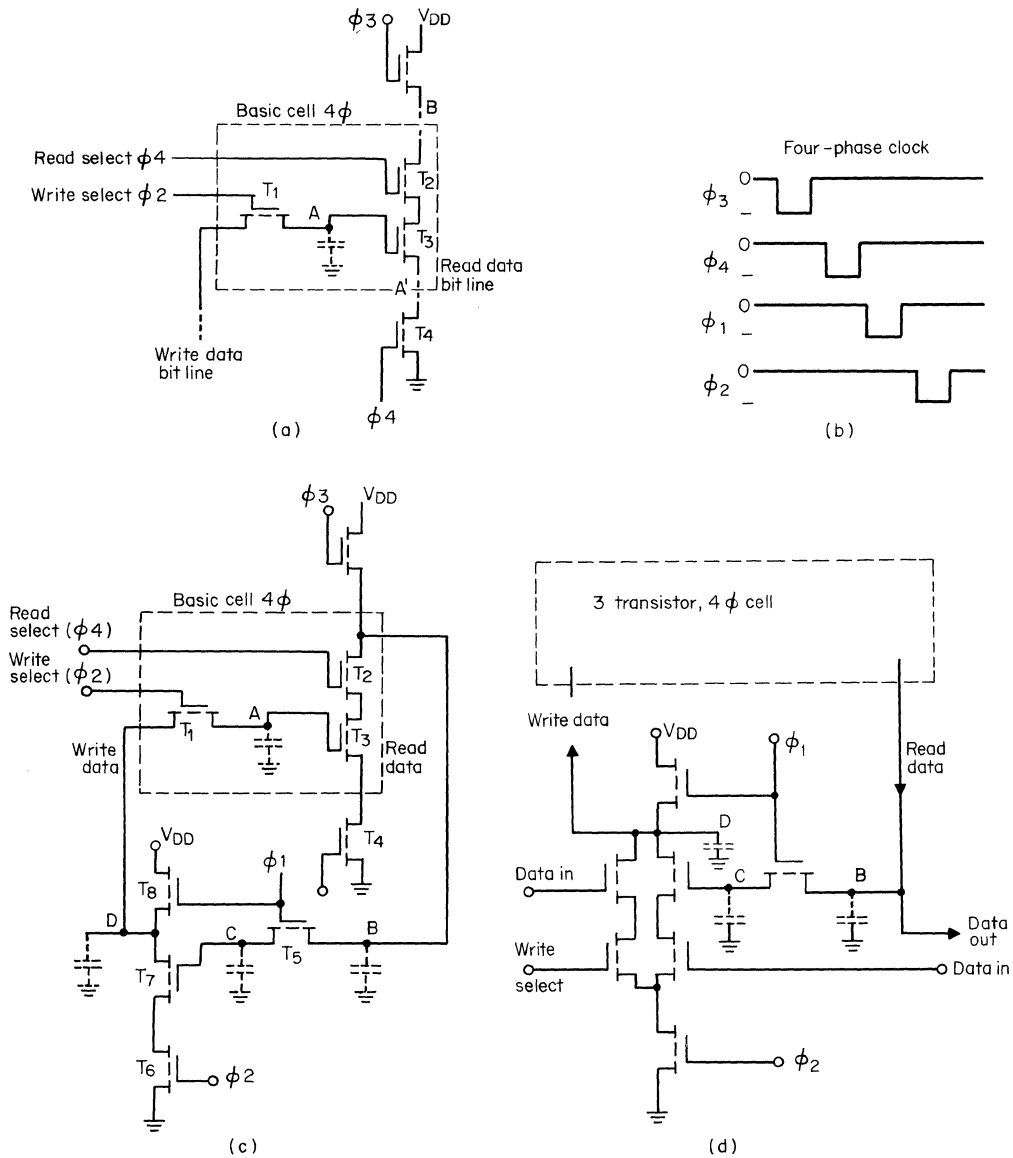 ϕ3
VDD
B
Basic cell 4ϕ
Read select ϕ4
T2
Write select ϕ2
T1
A
T3
Read data
bit line
A'
T4
Write data
bit line
ϕ4
(a)
Four-phase clock
ϕ3
0
–
ϕ4
0
–
ϕ1
0
–
ϕ2
0
–
(b)
ϕ3
VDD
Basic cell 4ϕ
Read
select (ϕ4)
Write
select (ϕ2)
T2
A
T1
T3
Write
data
Read
data
T4
VDD
T8
ϕ1
D
C
B
T5
T7
T6
ϕ2
(c)
3 transistor, 4ϕ cell
Write data
VDD
ϕ1
Read
data
D
Data in
C
B
Data
out
Write
select
Data in
ϕ2
(d)